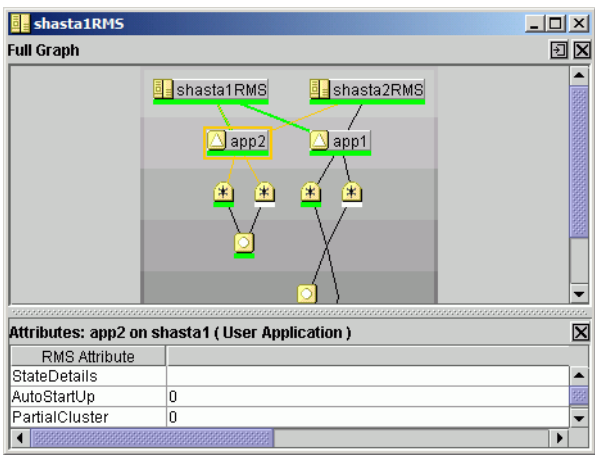 shasta1RMS
Full Graph
shasta1RMS shasta2RMS
app2 app1
Attributes: app2 on shasta1 ( User Application )
RMS Attribute
StateDetails
AutoStartUp 0
PartialCluster 0